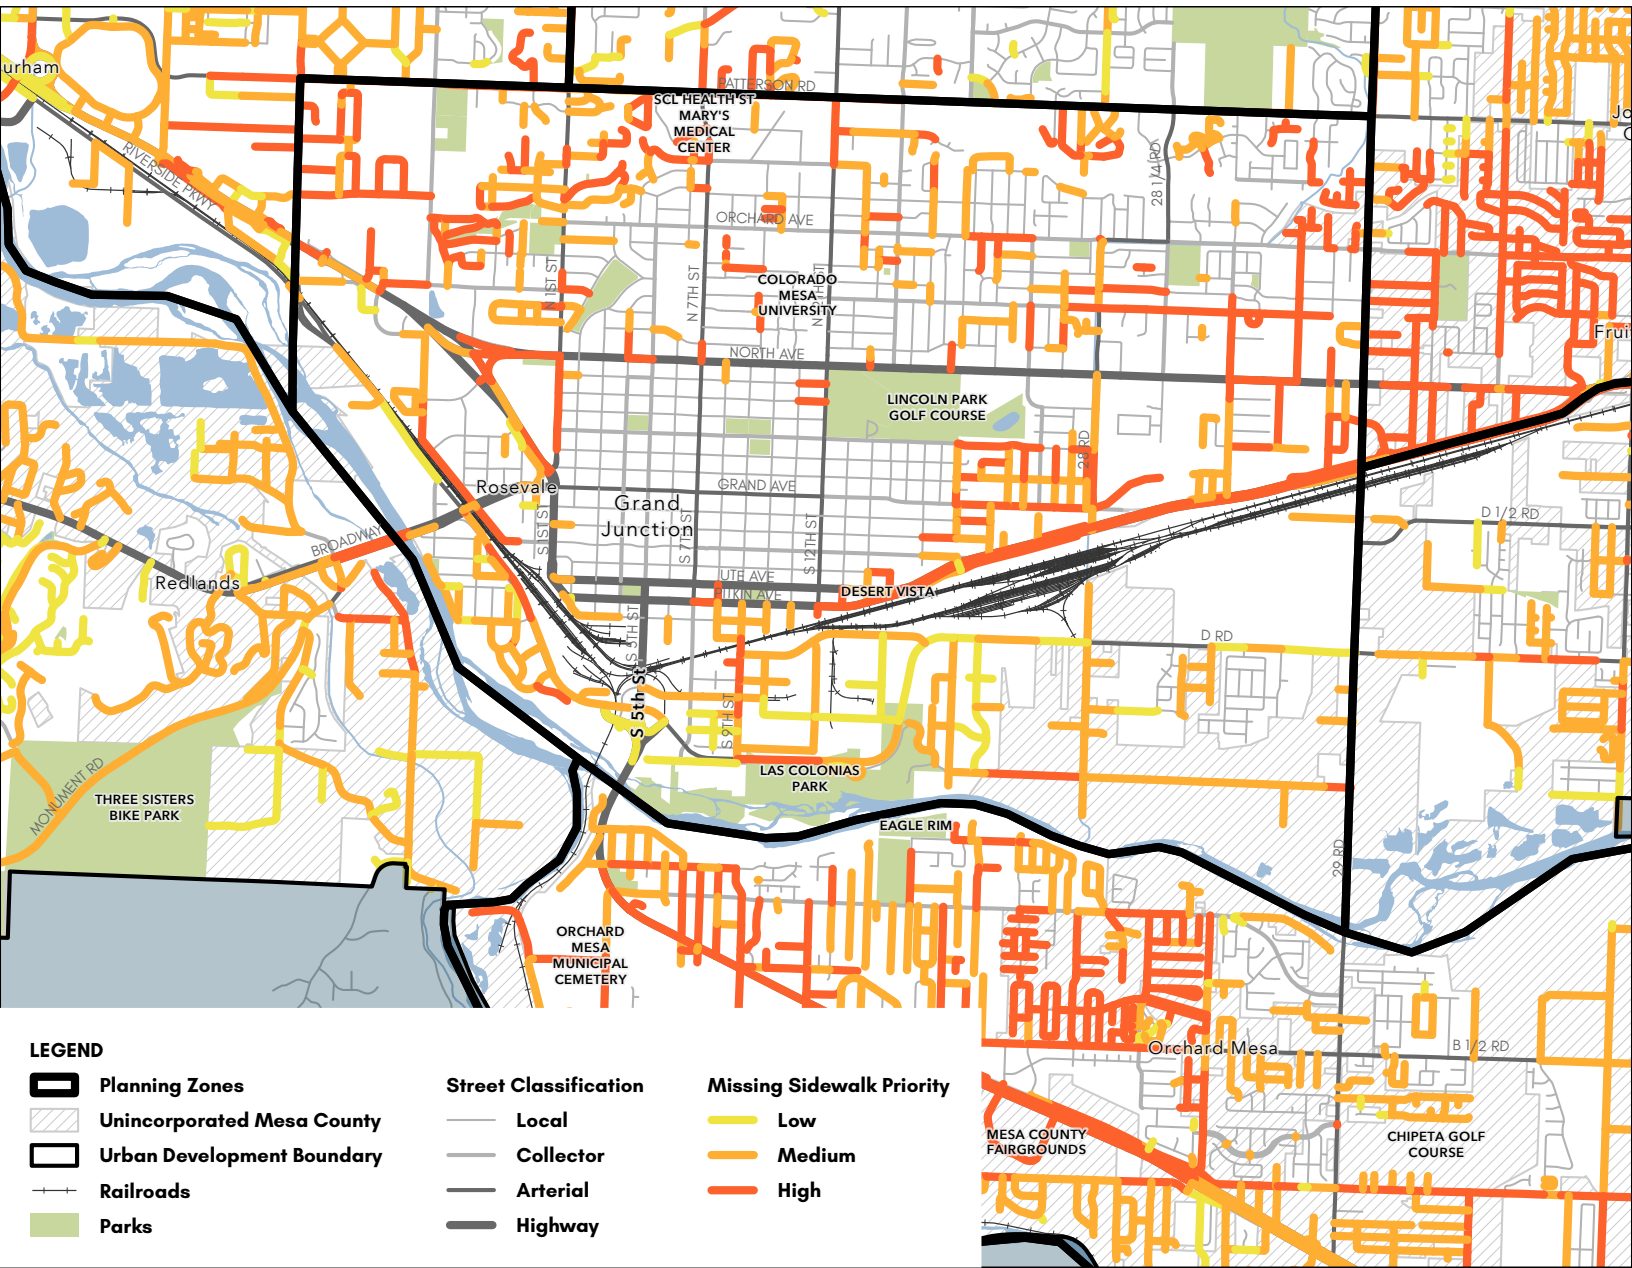 urham
PATTERSON RD
SCL HEALTH ST
MARY'S
MEDICAL
CENTER
RIVERSIDE PKWY
28 1/4 RD
ORCHARD AVE
N 1ST ST
N 7TH ST
COLORADO
MESA
UNIVERSITY
NORTH AVE
Frui
LINCOLN PARK
GOLF COURSE
28 RD
Rosevale
GRAND AVE
Grand
Junction
S 1ST ST
S 7TH ST
S 12TH ST
D 1/2 RD
BROADWAY
Redlands
UTE AVE
PITKIN AVE
DESERT VISTA
S 5TH ST
D RD
S 5th St
S 9TH ST
MONUMENT RD
THREE SISTERS
BIKE PARK
LAS COLONIAS
PARK
EAGLE RIM
29 RD
ORCHARD
MESA
MUNICIPAL
CEMETERY
Orchard Mesa
B 1/2 RD
MESA COUNTY
FAIRGROUNDS
CHIPETA GOLF
COURSE
LEGEND
Planning Zones
Unincorporated Mesa County
Urban Development Boundary
Railroads
Parks
Street Classification
Local
Collector
Arterial
Highway
Missing Sidewalk Priority
Low
Medium
High